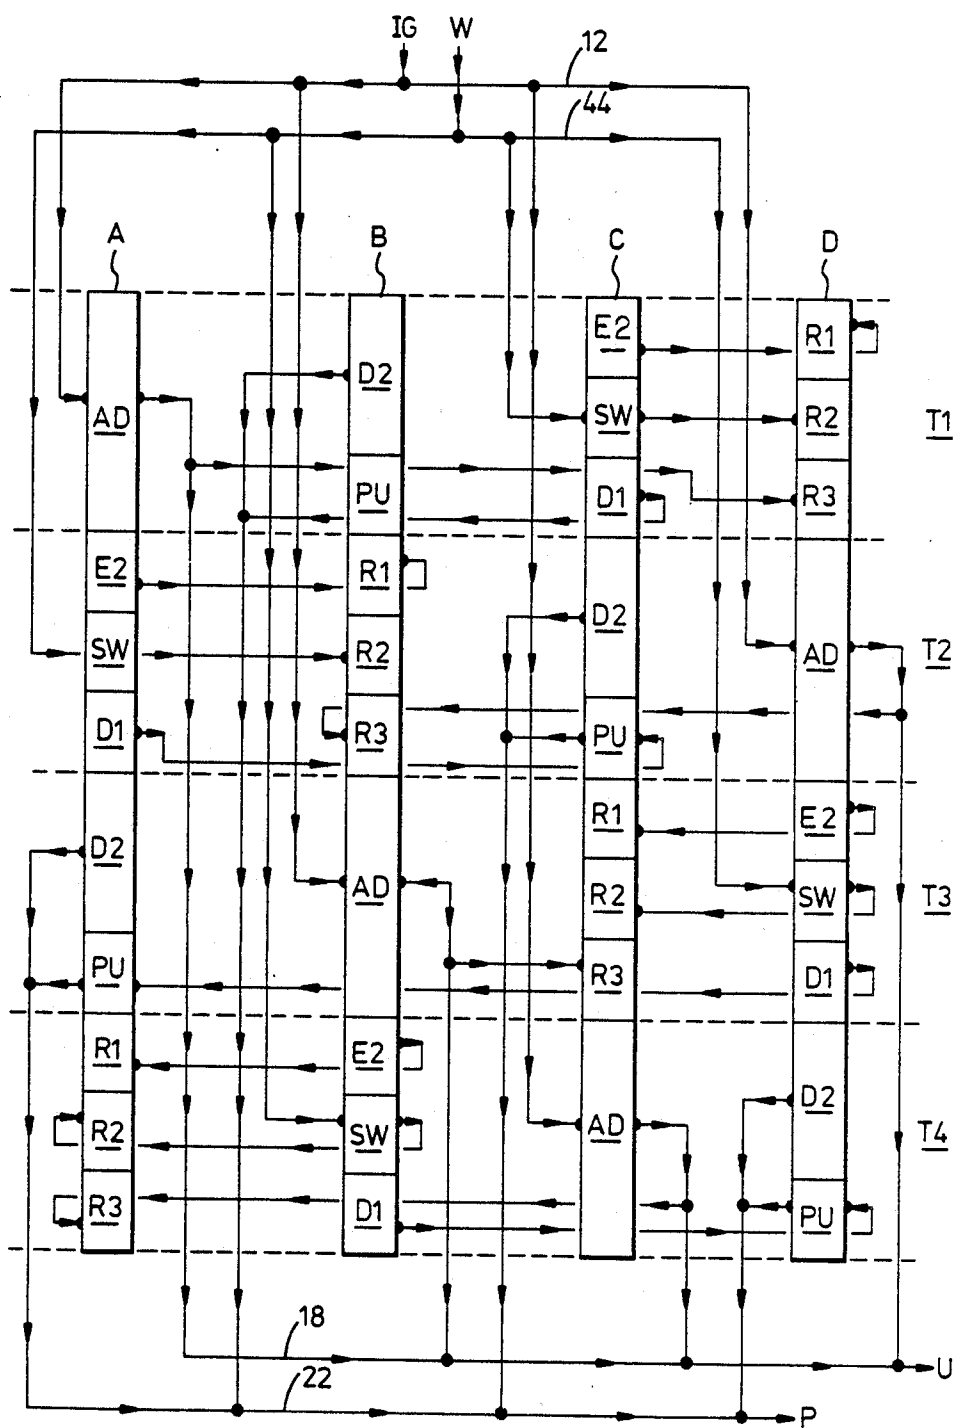 IG W
12
44
A B C D
E2 R1
D2
AD SW R2 T1
PU D1 R3
E2 R1
D2
SW R2 AD T2
D1 R3 PU
R1 E2
D2
AD R2 SW T3
PU R3 D1
R1 E2
D2
R2 SW AD T4
R3 D1 PU
18
U
22
P